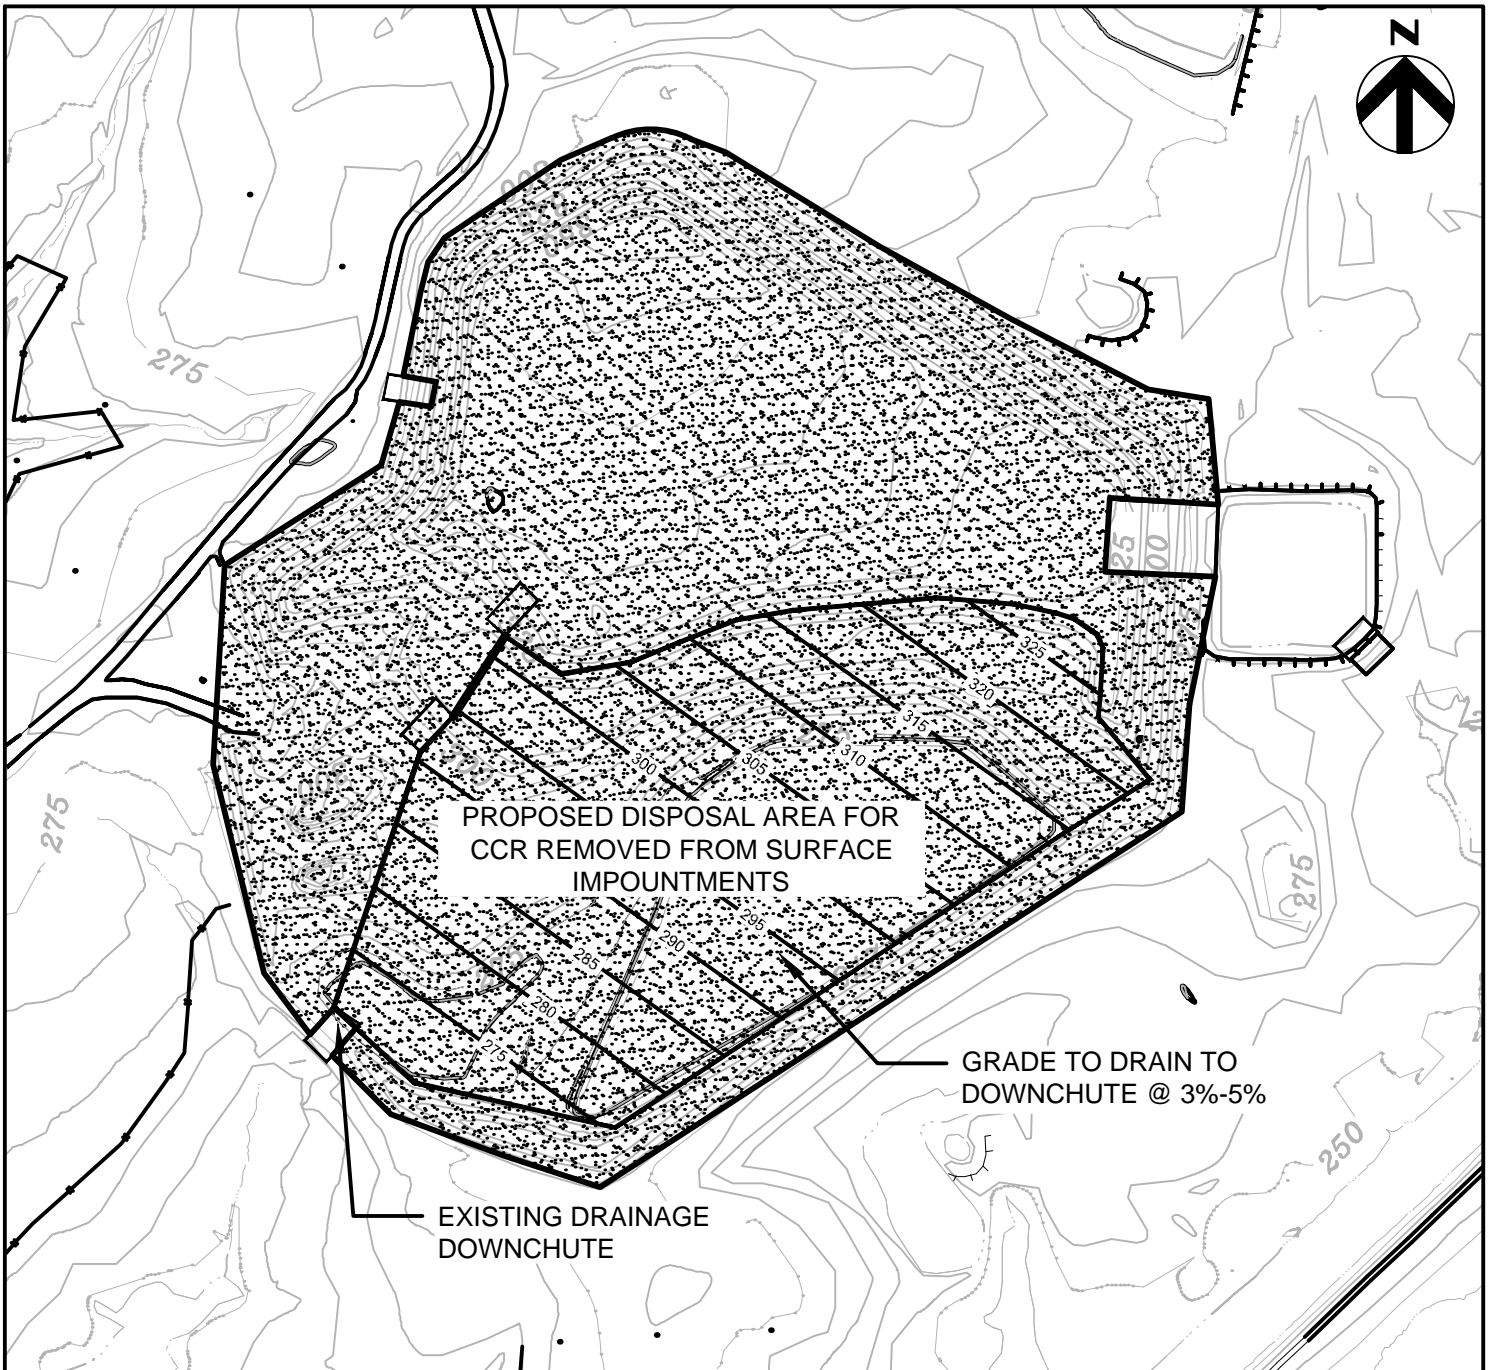 N
300
275
25
00
325
320
315
310
305
300
PROPOSED DISPOSAL AREA FOR
CCR REMOVED FROM SURFACE
IMPOUNTMENTS
275
275
295
290
285
280
275
GRADE TO DRAIN TO
DOWNCHUTE @ 3%-5%
250
EXISTING DRAINAGE
DOWNCHUTE